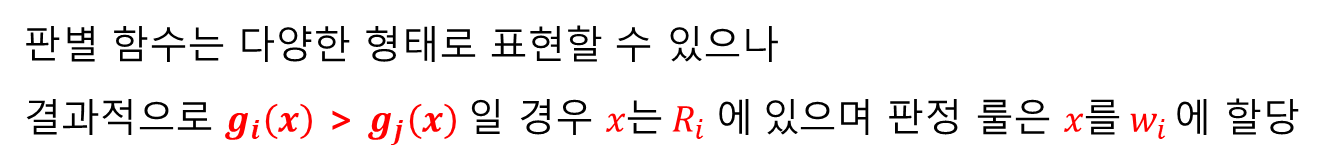 판별 함수는 다양한 형태로 표현할 수 있으나
결과적으로 gᵢ(x) > gⱼ(x) 일 경우 x는 Rᵢ 에 있으며 판정 룰은 x를 wᵢ 에 할당